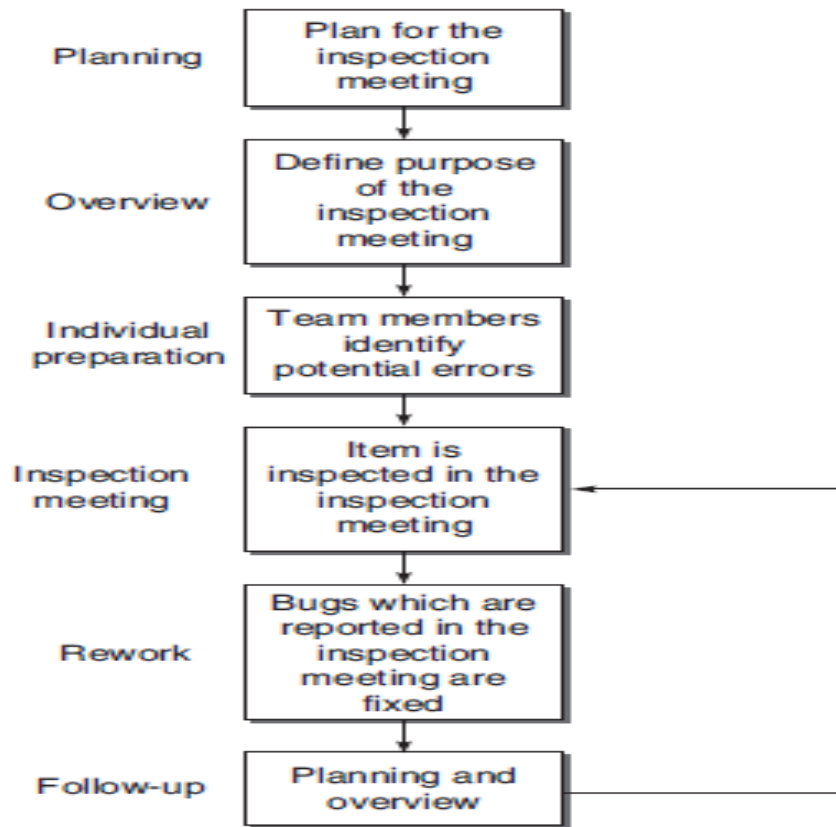 Planning
Plan for the
inspection
meeting
Overview
Define purpose
of the
inspection
meeting
Individual
preparation
Team members
identify
potential errors
Inspection
meeting
Item is
inspected in the
inspection
meeting
Rework
Bugs which are
reported in the
inspection
meeting are
fixed
Follow-up
Planning and
overview